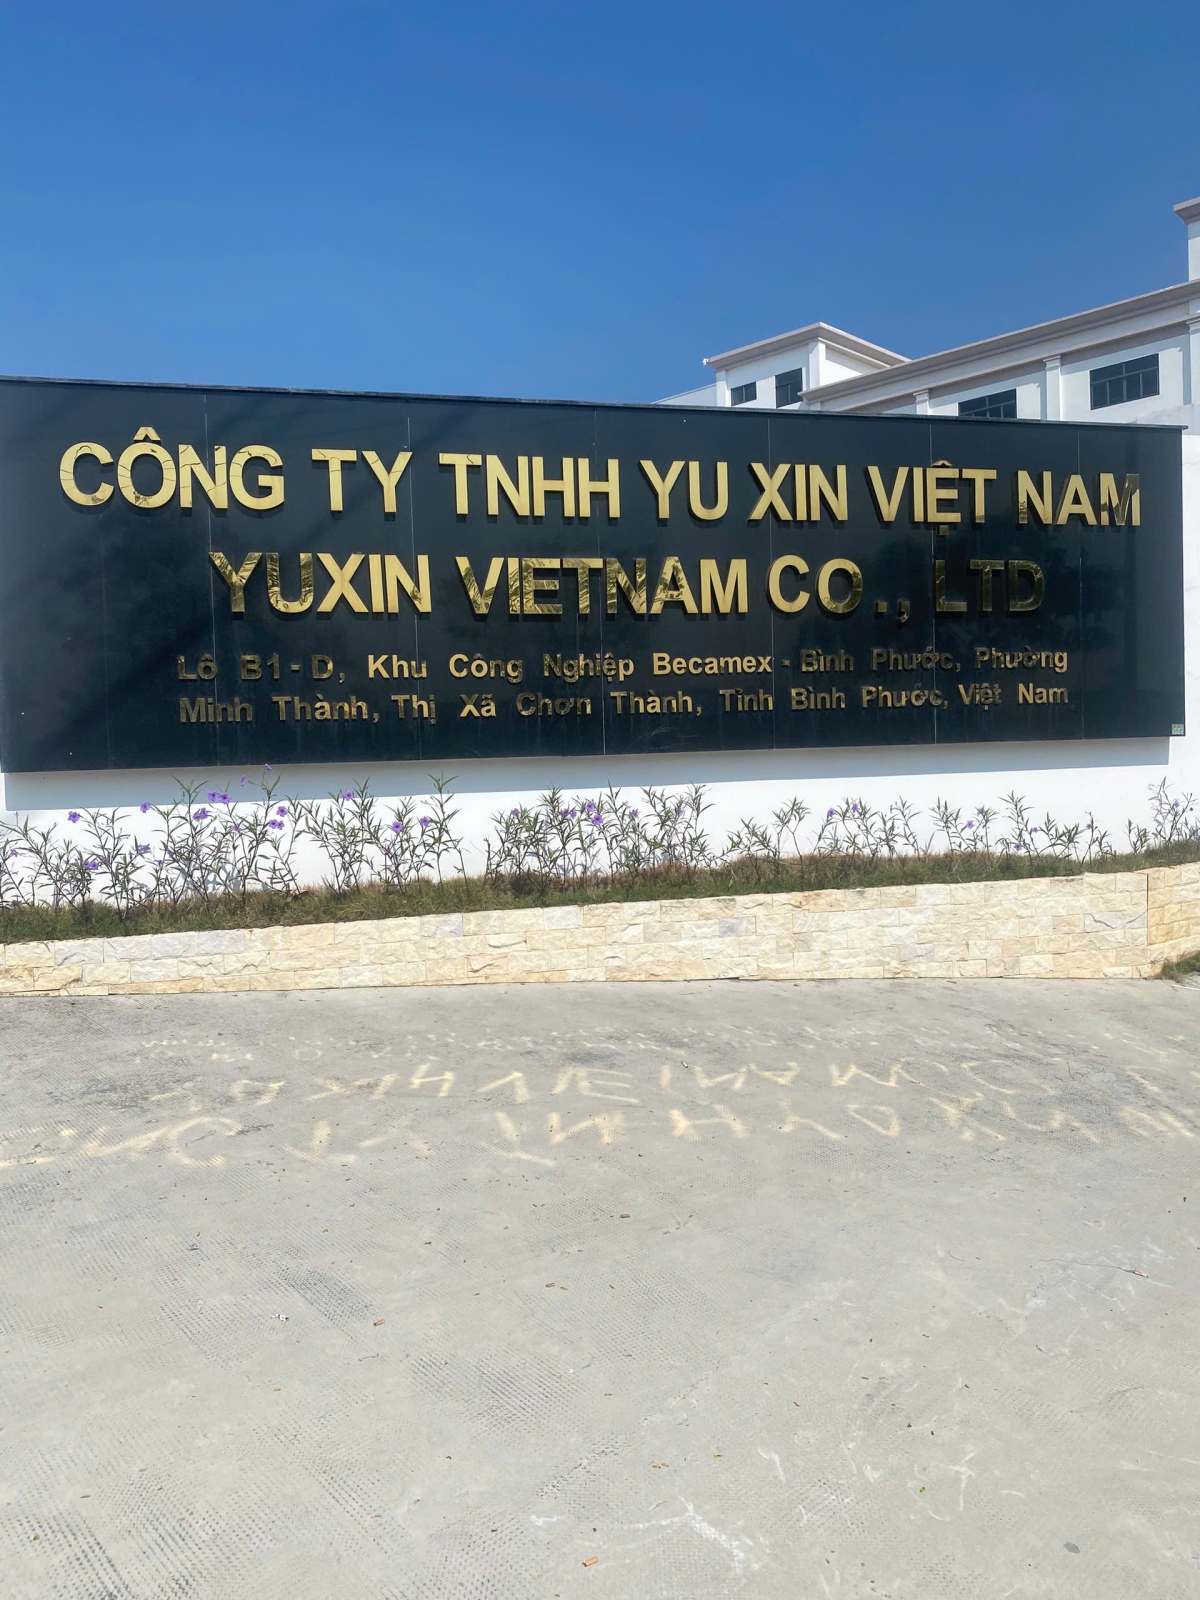 CÔNG TY TNHH YU XIN VIỆT NAM
YUXIN VIETNAM CO., LTD
Lô B1-D, Khu Công Nghiệp Becamex - Bình Phước, Phường
Minh Thành, Thị Xã Chơn Thành, Tỉnh Bình Phước, Việt Nam